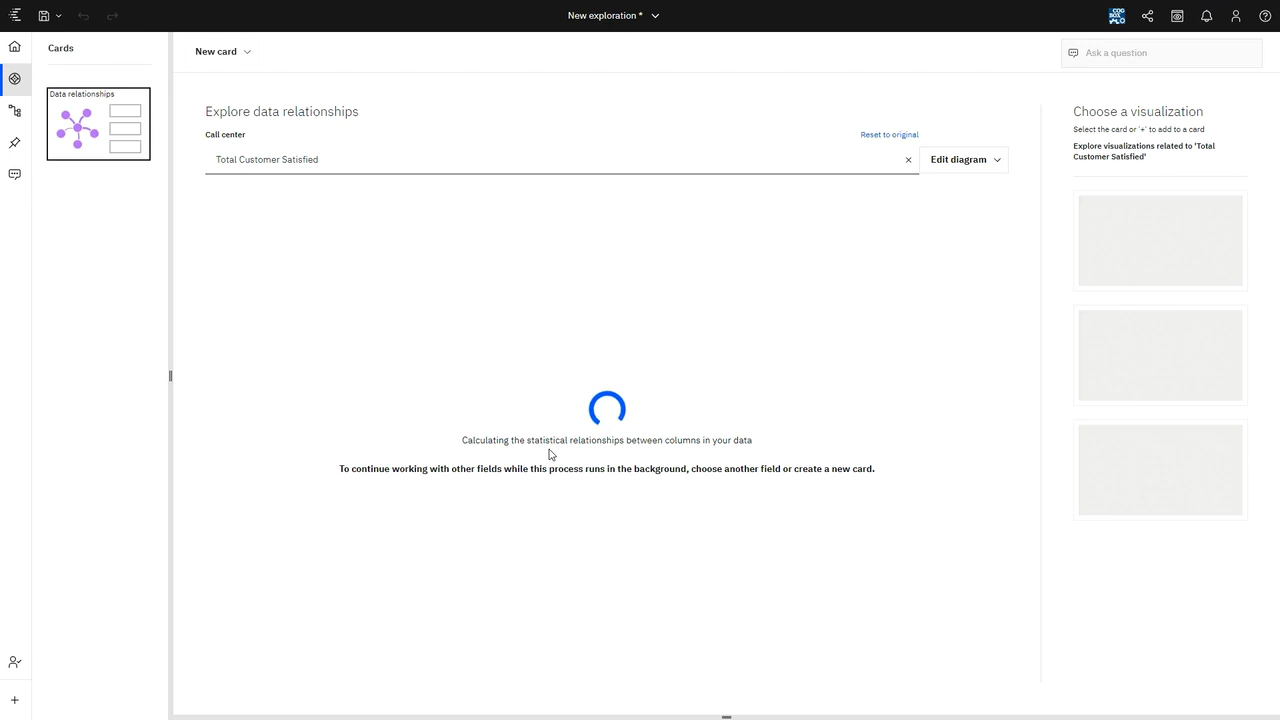 New exploration *
COG
BOX
Cards
New card
Ask a question
Data relationships
Explore data relationships
Call center
Reset to original
Total Customer Satisfied
Edit diagram
Choose a visualization
Select the card or '+' to add to a card
Explore visualizations related to 'Total
Customer Satisfied'
Calculating the statistical relationships between columns in your data
To continue working with other fields while this process runs in the background, choose another field or create a new card.